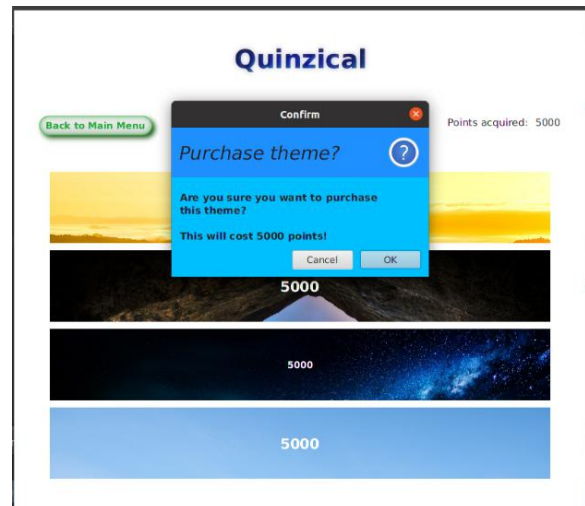 Quinzical
Confirm
Back to Main Menu
Points acquired: 5000
Purchase theme?
?
Are you sure you want to purchase
this theme?
This will cost 5000 points!
Cancel
OK
5000
5000
5000